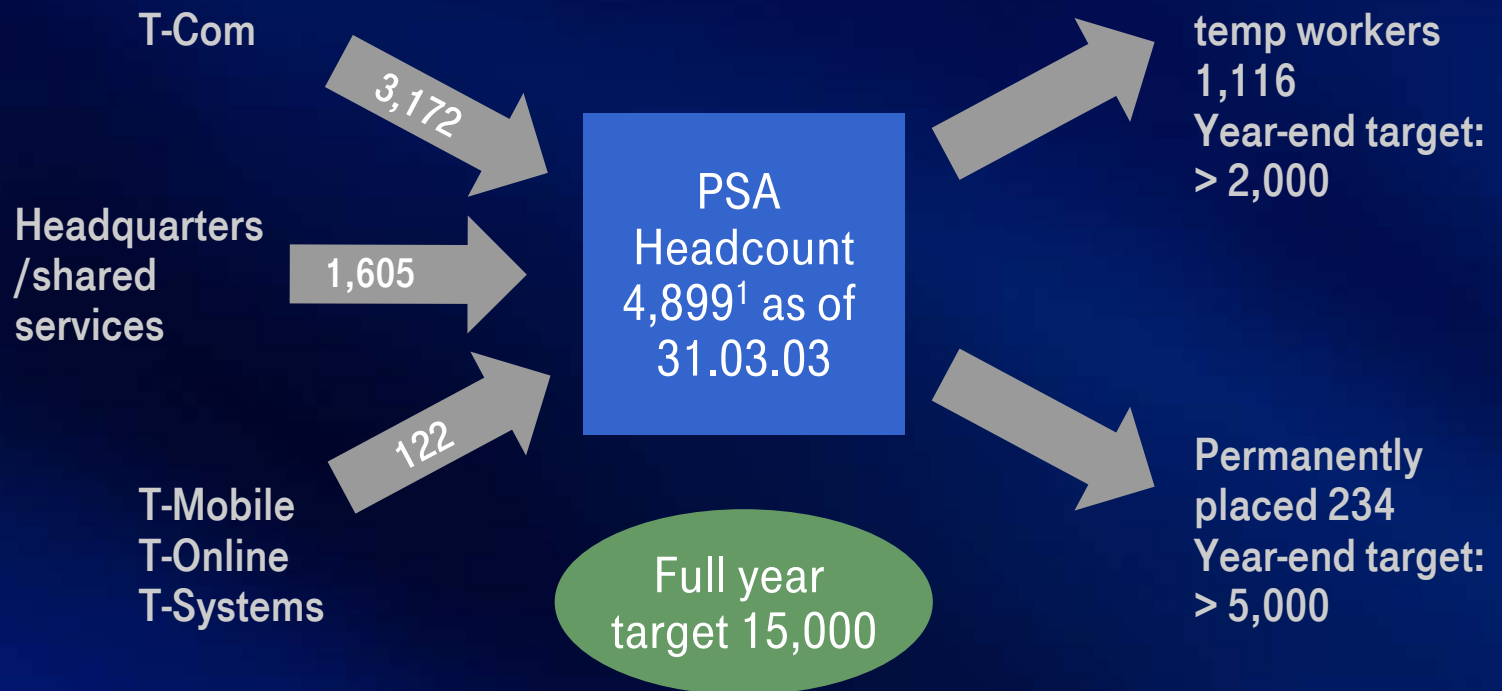 T-Com
3,172
Headquarters
/shared
services
1,605
122
T-Mobile
T-Online
T-Systems
PSA
Headcount
4,899¹ as of
31.03.03
Full year
target 15,000
temp workers
1,116
Year-end target:
> 2,000
Permanently
placed 234
Year-end target:
> 5,000